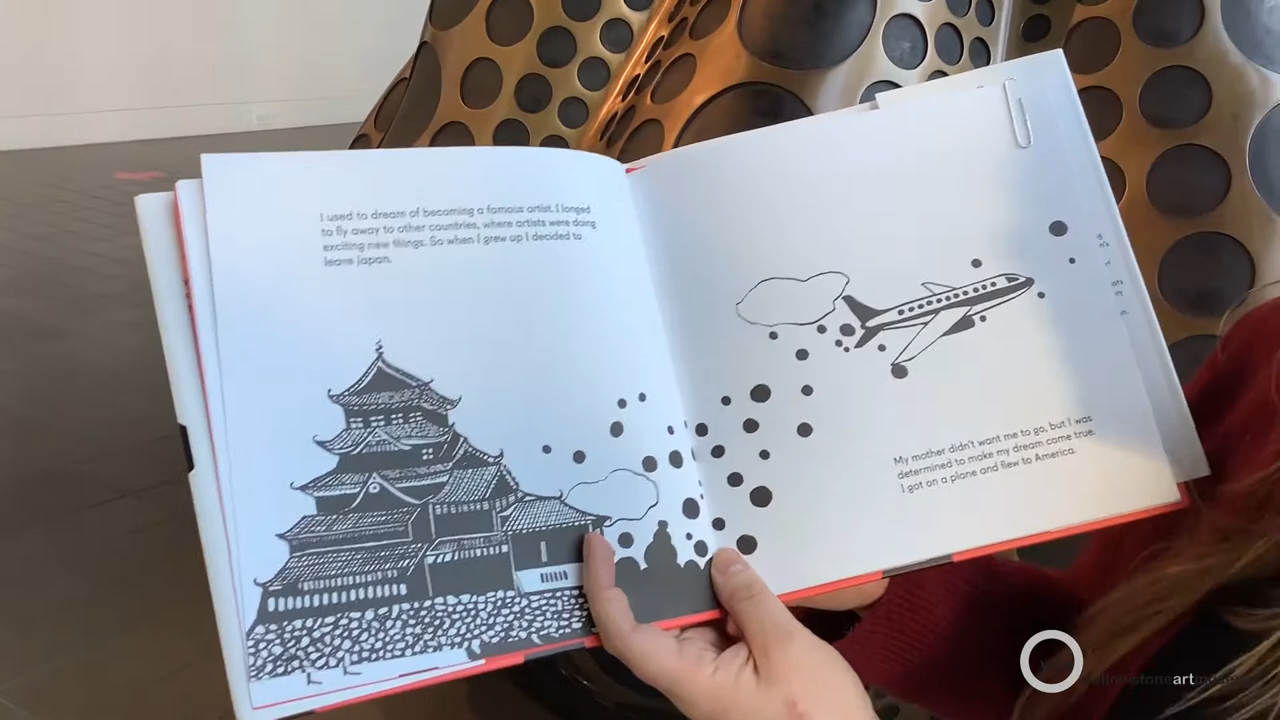 I used to dream of becoming a famous artist. I longed
to fly away to other countries, where artists were doing
exciting new things. So when I grew up I decided to
leave Japan.
My mother didn't want me to go, but I was
determined to make my dream come true.
I got on a plane and flew to America.
yellowstoneart